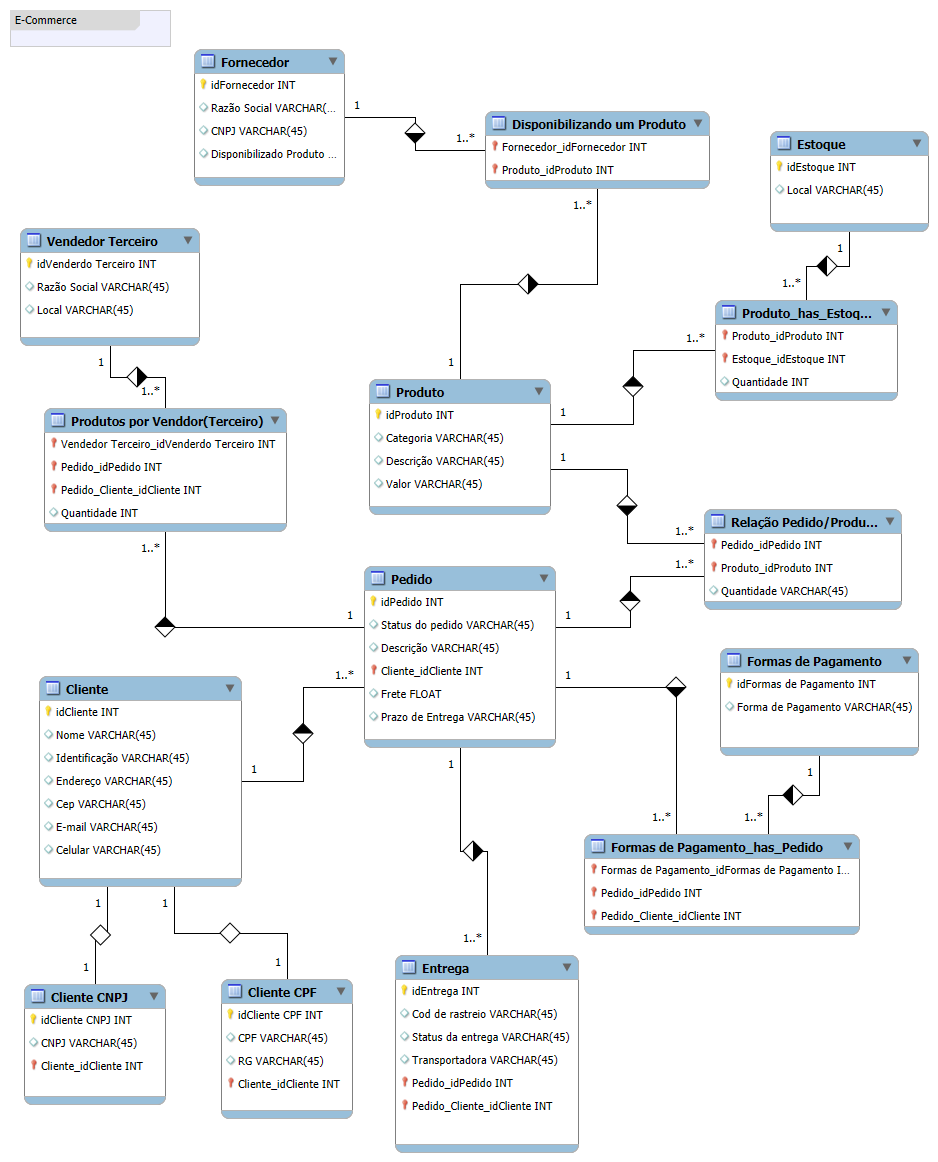 E-Commerce
Fornecedor
idFornecedor INT
Razão Social VARCHAR(...
CNPJ VARCHAR(45)
Disponibilizado Produto ...
1
1..*
Disponibilizando um Produto
Fornecedor_idFornecedor INT
Produto_idProduto INT
1..*
1
Estoque
idEstoque INT
Local VARCHAR(45)
1
1..*
Vendedor Terceiro
idVenderdo Terceiro INT
Razão Social VARCHAR(45)
Local VARCHAR(45)
1
1..*
Produto_has_Estoq...
Produto_idProduto INT
Estoque_idEstoque INT
Quantidade INT
1..*
1
Produto
idProduto INT
Categoria VARCHAR(45)
Descrição VARCHAR(45)
Valor VARCHAR(45)
1
1..*
Produtos por Venddor(Terceiro)
Vendedor Terceiro_idVenderdo Terceiro INT
Pedido_idPedido INT
Pedido_Cliente_idCliente INT
Quantidade INT
1..*
1
Relação Pedido/Produ...
Pedido_idPedido INT
Produto_idProduto INT
Quantidade VARCHAR(45)
1..*
1
Pedido
idPedido INT
Status do pedido VARCHAR(45)
Descrição VARCHAR(45)
Cliente_idCliente INT
Frete FLOAT
Prazo de Entrega VARCHAR(45)
1
1..*
Formas de Pagamento
idFormas de Pagamento INT
Forma de Pagamento VARCHAR(45)
1
1..*
Cliente
idCliente INT
Nome VARCHAR(45)
Identificação VARCHAR(45)
Endereço VARCHAR(45)
Cep VARCHAR(45)
E-mail VARCHAR(45)
Celular VARCHAR(45)
1
1..*
Formas de Pagamento_has_Pedido
Formas de Pagamento_idFormas de Pagamento I...
Pedido_idPedido INT
Pedido_Cliente_idCliente INT
1
1
1
1
Cliente CNPJ
idCliente CNPJ INT
CNPJ VARCHAR(45)
Cliente_idCliente INT
Cliente CPF
idCliente CPF INT
CPF VARCHAR(45)
RG VARCHAR(45)
Cliente_idCliente INT
1
1..*
Entrega
idEntrega INT
Cod de rastreio VARCHAR(45)
Status da entrega VARCHAR(45)
Transportadora VARCHAR(45)
Pedido_idPedido INT
Pedido_Cliente_idCliente INT